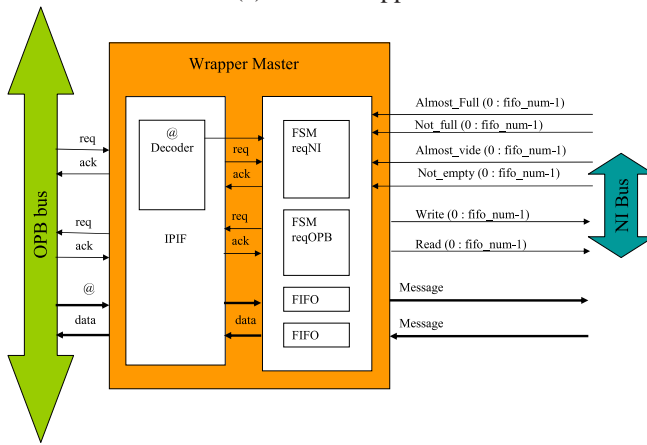 Wrapper Master
OPB bus
req
ack
req
ack
@
data
@
Decoder
IPIF
req
ack
req
ack
data
FSM
reqNI
FSM
reqOPB
FIFO
FIFO
Almost_Full (0 : fifo_num-1)
Not_full (0 : fifo_num-1)
Almost_vide (0 : fifo_num-1)
Not_empty (0 : fifo_num-1)
Write (0 : fifo_num-1)
Read (0 : fifo_num-1)
Message
Message
NI Bus